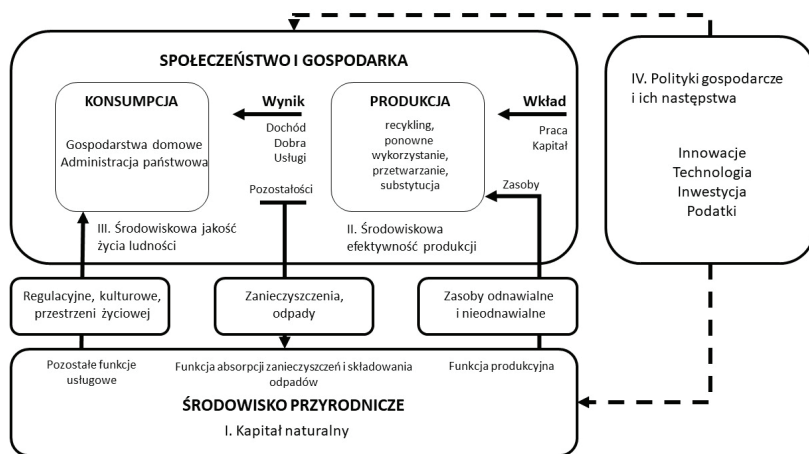 SPOŁECZEŃSTWO I GOSPODARKA
KONSUMPCJA
Gospodarstwa domowe
Administracja państwowa
Wynik
Dochód
Dobra
Usługi
Pozostałości
PRODUKCJA
recykling,
ponowne
wykorzystanie,
przetwarzanie,
substytucja
Wkład
Praca
Kapitał
Zasoby
III. Środowiskowa jakość
życia ludności
II. Środowiskowa
efektywność produkcji
IV. Polityki gospodarcze
i ich następstwa
Innowacje
Technologia
Inwestycja
Podatki
Regulacyjne, kulturowe,
przestrzeni życiowej
Zanieczyszczenia,
odpady
Zasoby odnawialne
i nieodnawialne
Pozostałe funkcje
usługowe
Funkcja absorpcji zanieczyszczeń i składowania
odpadów
Funkcja produkcyjna
ŚRODOWISKO PRZYRODNICZE
I. Kapitał naturalny